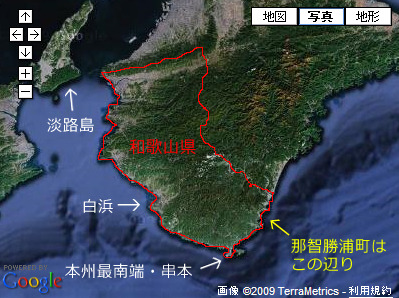 地図 写真 地形
淡路島
和歌山県
白浜
那智勝浦町は
この辺り
本州最南端・串本
POWERED BY
Google
画像 ©2009 TerraMetrics - 利用規約